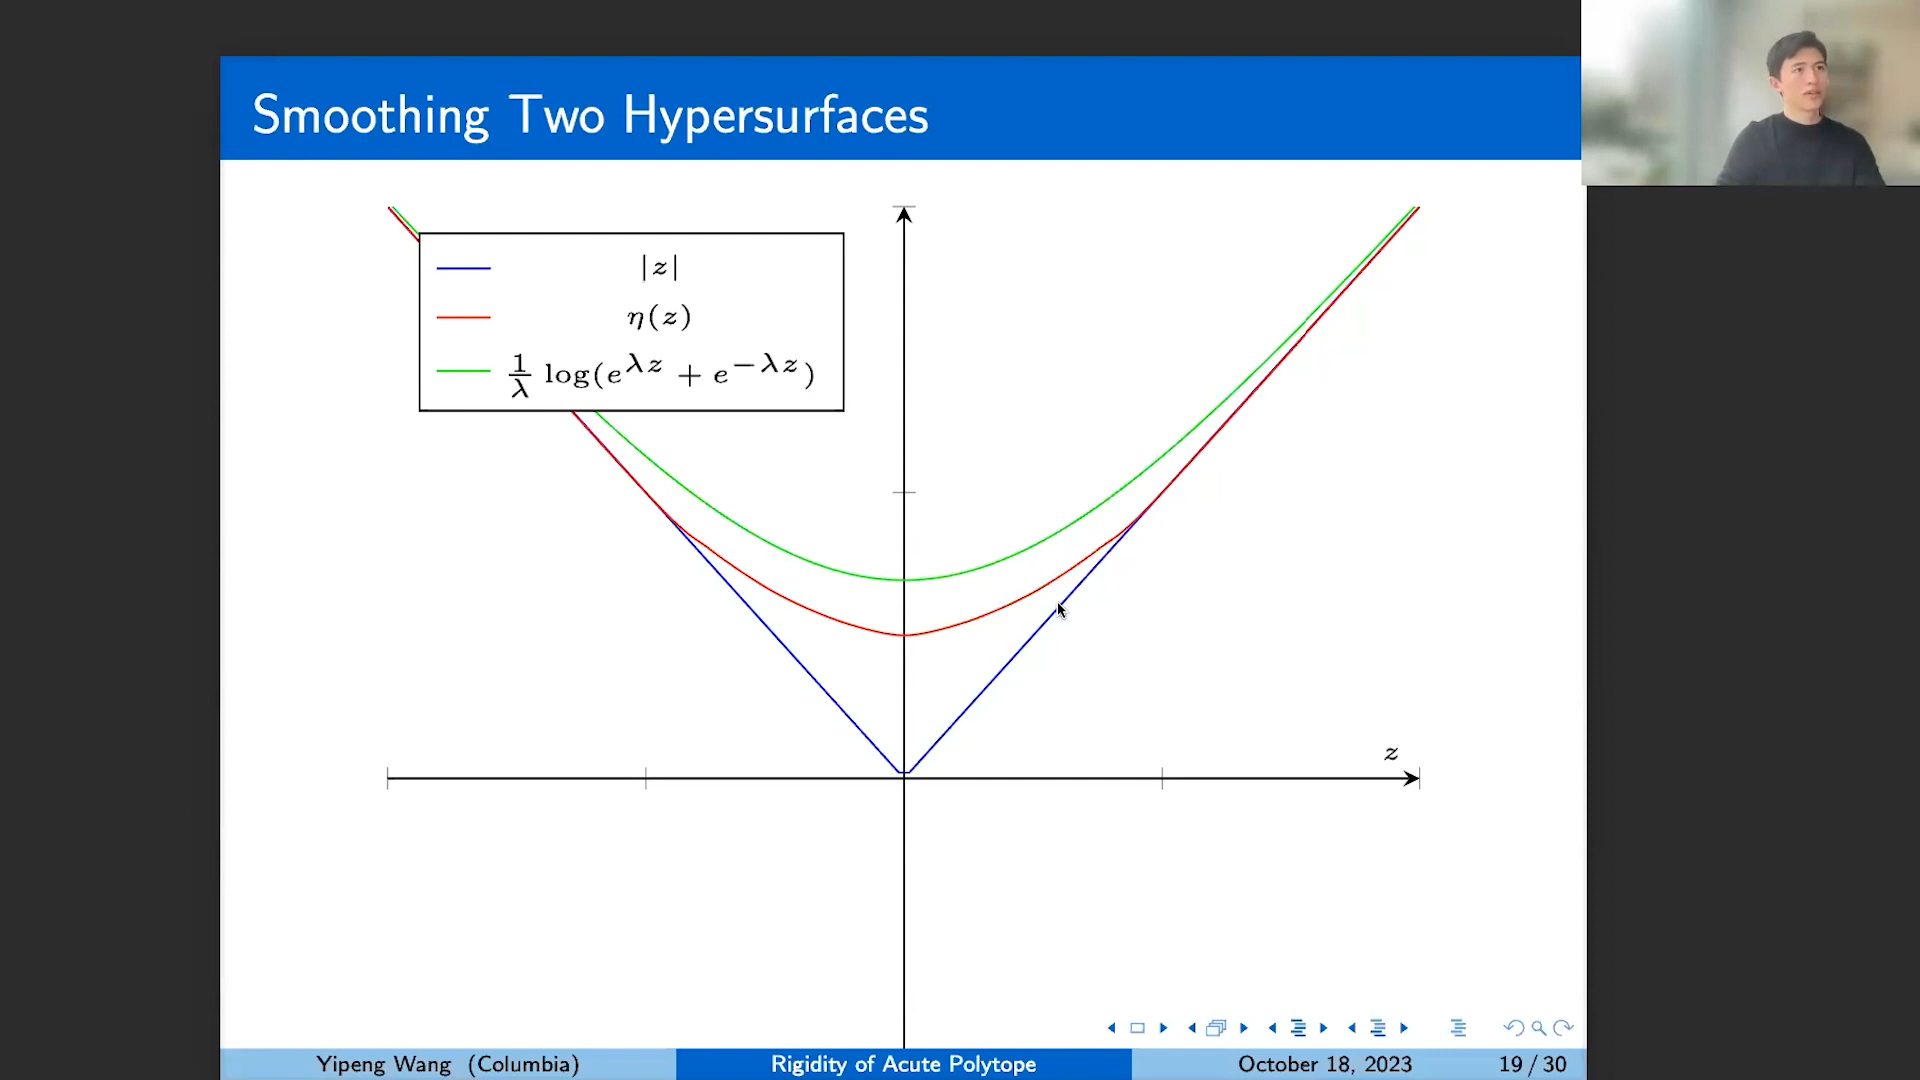 Smoothing Two Hypersurfaces
|z|
η(z)
1/λ log(e^{λz} + e^{−λz})
z
Yipeng Wang (Columbia) Rigidity of Acute Polytope October 18, 2023 19 / 30